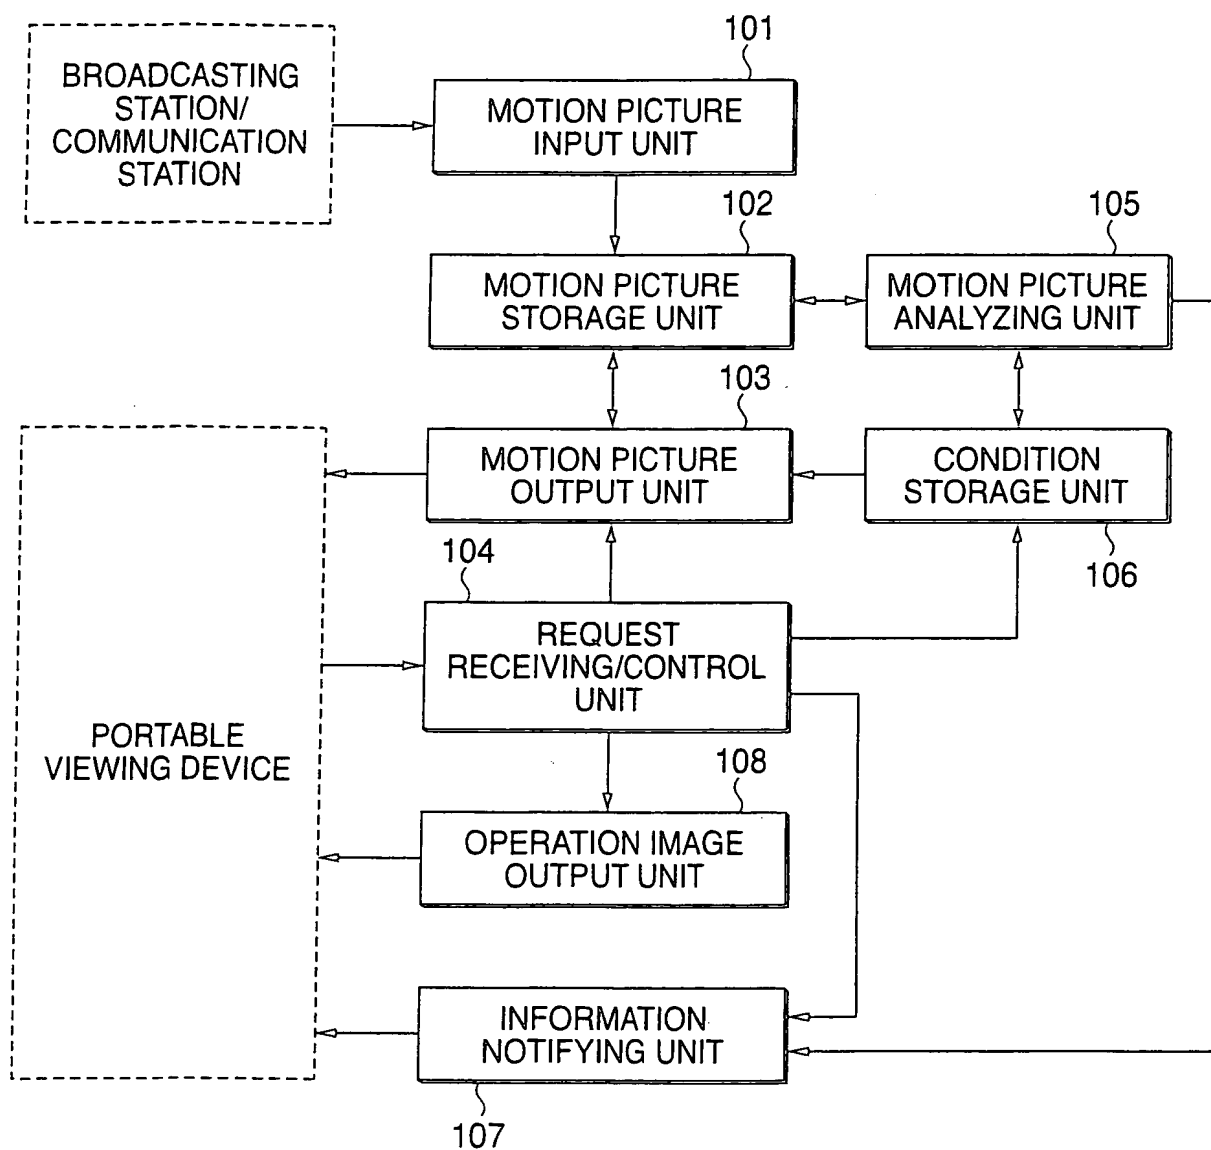 101
BROADCASTING
STATION/
COMMUNICATION
STATION
MOTION PICTURE
INPUT UNIT
102
105
MOTION PICTURE
STORAGE UNIT
MOTION PICTURE
ANALYZING UNIT
103
MOTION PICTURE
OUTPUT UNIT
CONDITION
STORAGE UNIT
104
106
REQUEST
RECEIVING/CONTROL
UNIT
PORTABLE
VIEWING DEVICE
108
OPERATION IMAGE
OUTPUT UNIT
INFORMATION
NOTIFYING UNIT
107